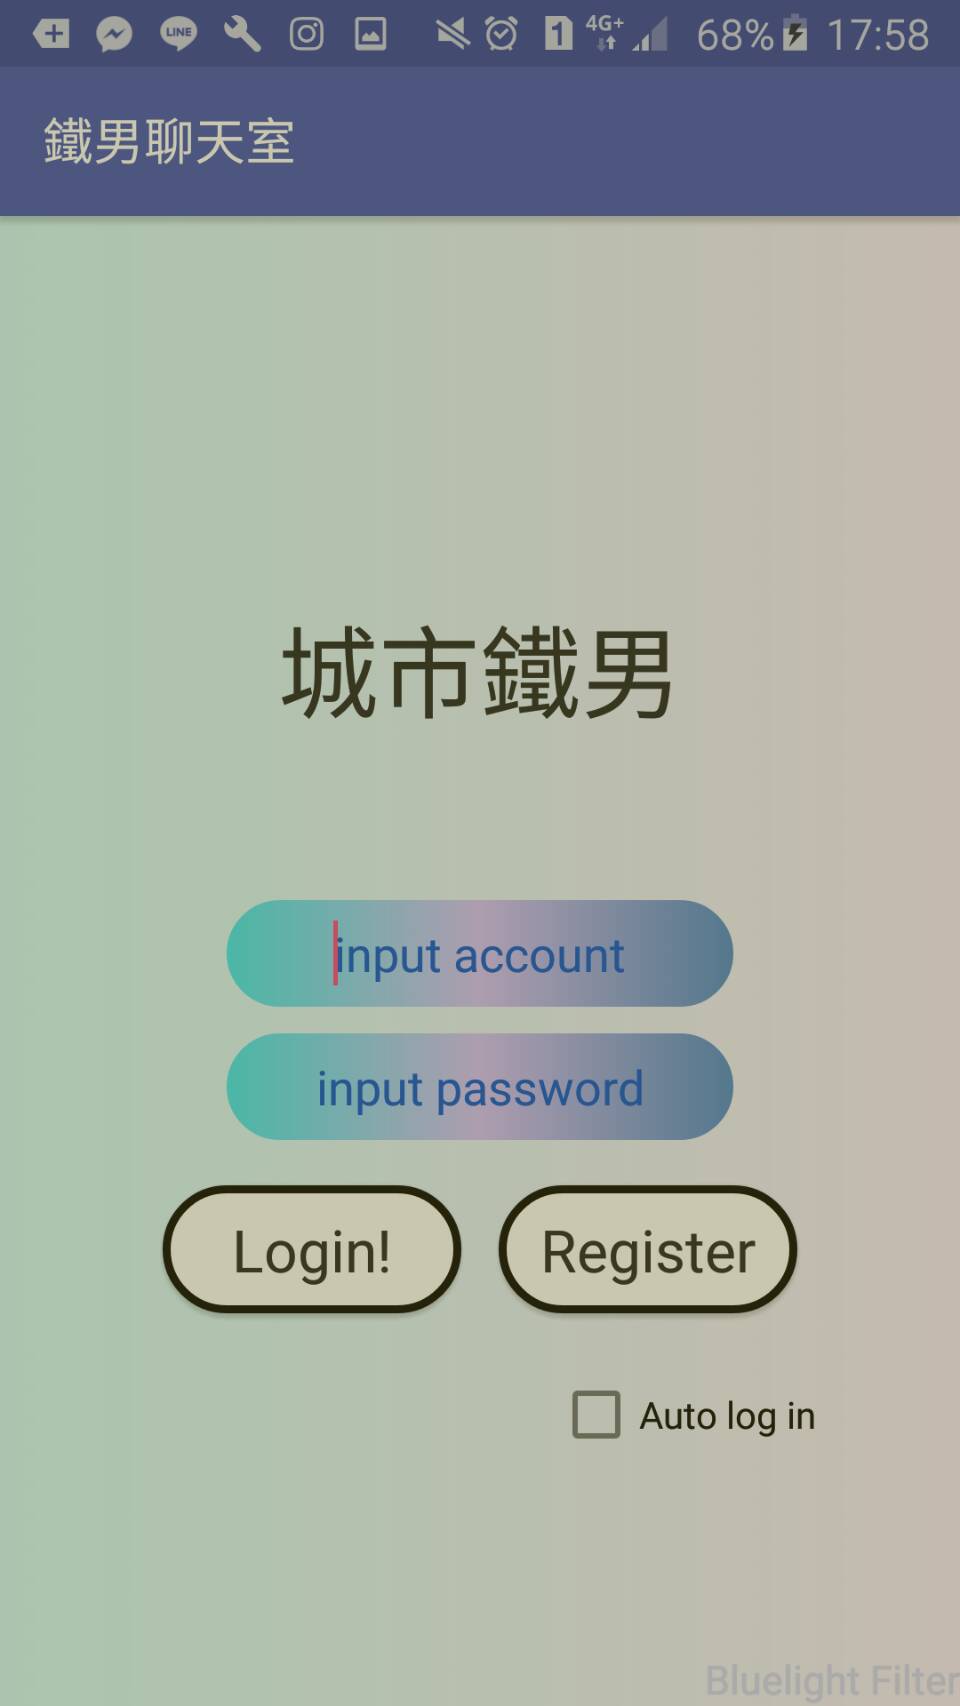 LINE 1 4G+ 68% 17:58
鐵男聊天室
城市鐵男
input account
input password
Login! Register
Auto log in
Bluelight Filter